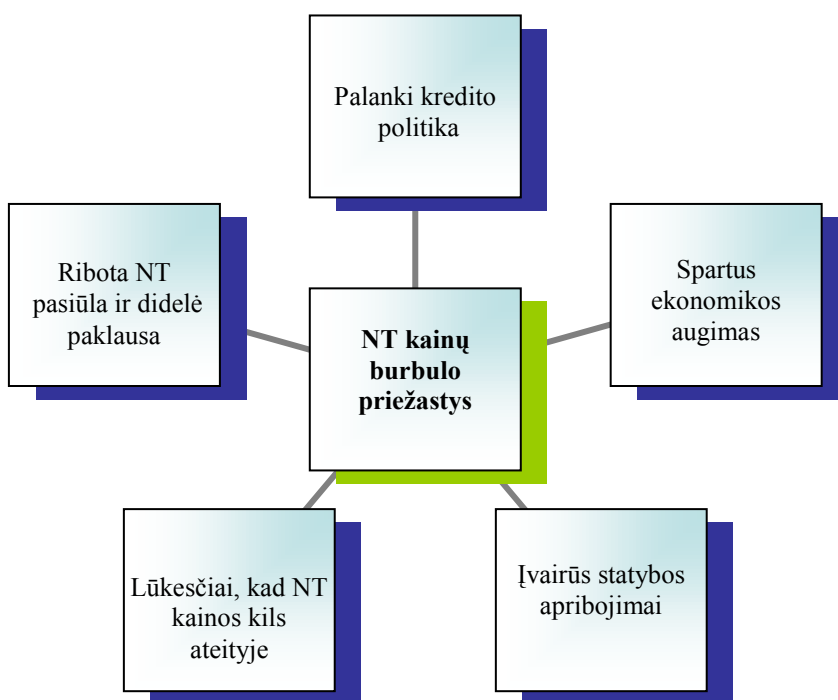 Palanki kredito
politika
Ribota NT
pasiūla ir didelė
paklausa
Spartus
ekonomikos
augimas
NT kainų
burbulo
priežastys
Lūkesčiai, kad NT
kainos kils
ateityje
Įvairūs statybos
apribojimai